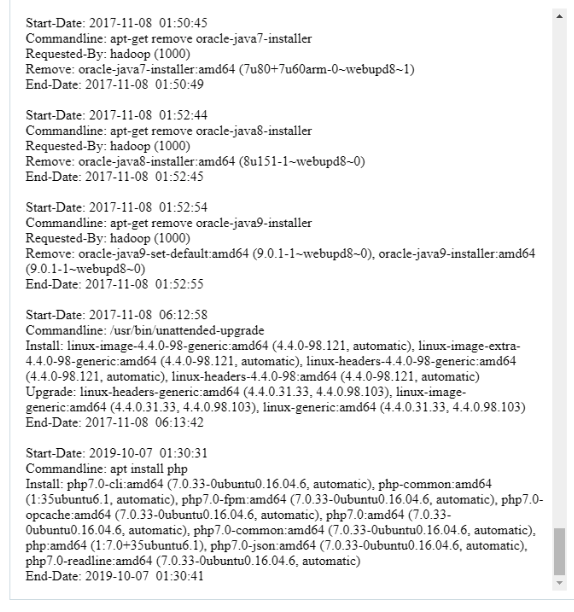 Start-Date: 2017-11-08  01:50:45
Commandline: apt-get remove oracle-java7-installer
Requested-By: hadoop (1000)
Remove: oracle-java7-installer:amd64 (7u80+7u60arm-0~webupd8~1)
End-Date: 2017-11-08  01:50:49

Start-Date: 2017-11-08  01:52:44
Commandline: apt-get remove oracle-java8-installer
Requested-By: hadoop (1000)
Remove: oracle-java8-installer:amd64 (8u151-1~webupd8~0)
End-Date: 2017-11-08  01:52:45

Start-Date: 2017-11-08  01:52:54
Commandline: apt-get remove oracle-java9-installer
Requested-By: hadoop (1000)
Remove: oracle-java9-set-default:amd64 (9.0.1-1~webupd8~0), oracle-java9-installer:amd64
(9.0.1-1~webupd8~0)
End-Date: 2017-11-08  01:52:55

Start-Date: 2017-11-08  06:12:58
Commandline: /usr/bin/unattended-upgrade
Install: linux-image-4.4.0-98-generic:amd64 (4.4.0-98.121, automatic), linux-image-extra-
4.4.0-98-generic:amd64 (4.4.0-98.121, automatic), linux-headers-4.4.0-98-generic:amd64
(4.4.0-98.121, automatic), linux-headers-4.4.0-98:amd64 (4.4.0-98.121, automatic)
Upgrade: linux-headers-generic:amd64 (4.4.0.31.33, 4.4.0.98.103), linux-image-
generic:amd64 (4.4.0.31.33, 4.4.0.98.103), linux-generic:amd64 (4.4.0.31.33, 4.4.0.98.103)
End-Date: 2017-11-08  06:13:42

Start-Date: 2019-10-07  01:30:31
Commandline: apt install php
Install: php7.0-cli:amd64 (7.0.33-0ubuntu0.16.04.6, automatic), php-common:amd64
(1:35ubuntu6.1, automatic), php7.0-fpm:amd64 (7.0.33-0ubuntu0.16.04.6, automatic), php7.0-
opcache:amd64 (7.0.33-0ubuntu0.16.04.6, automatic), php7.0:amd64 (7.0.33-
0ubuntu0.16.04.6, automatic), php7.0-common:amd64 (7.0.33-0ubuntu0.16.04.6, automatic),
php:amd64 (1:7.0+35ubuntu6.1), php7.0-json:amd64 (7.0.33-0ubuntu0.16.04.6, automatic),
php7.0-readline:amd64 (7.0.33-0ubuntu0.16.04.6, automatic)
End-Date: 2019-10-07  01:30:41